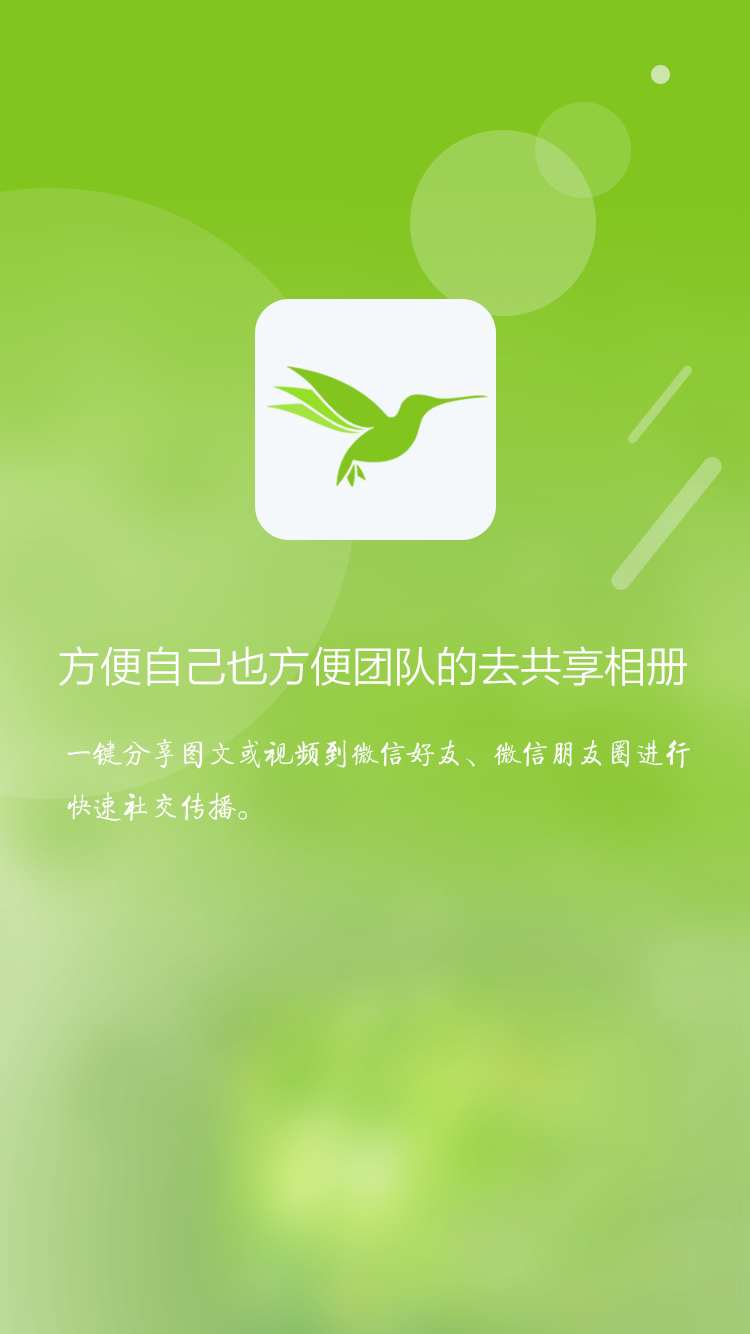 方便自己也方便团队的去共享相册
一键分享图文或视频到微信好友、微信朋友圈进行
快速社交传播。